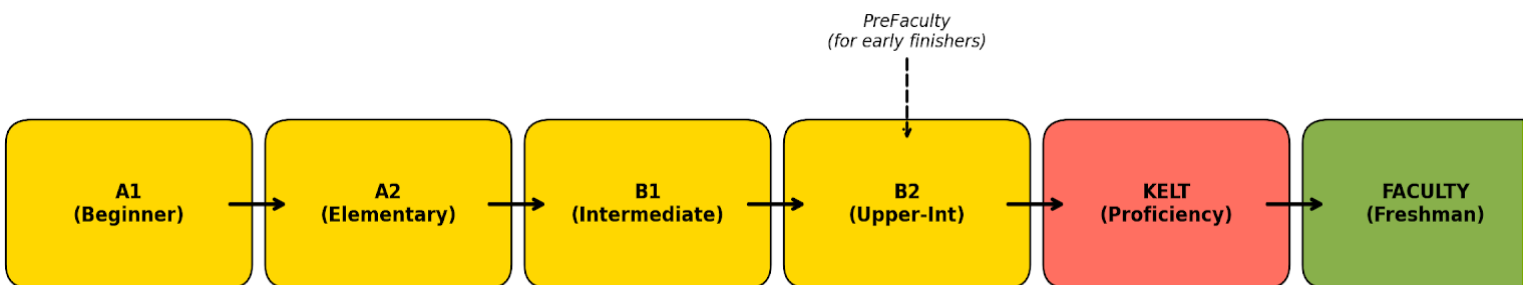 PreFaculty
(for early finishers)
A1
(Beginner)
A2
(Elementary)
B1
(Intermediate)
B2
(Upper-Int)
KELT
(Proficiency)
FACULTY
(Freshman)